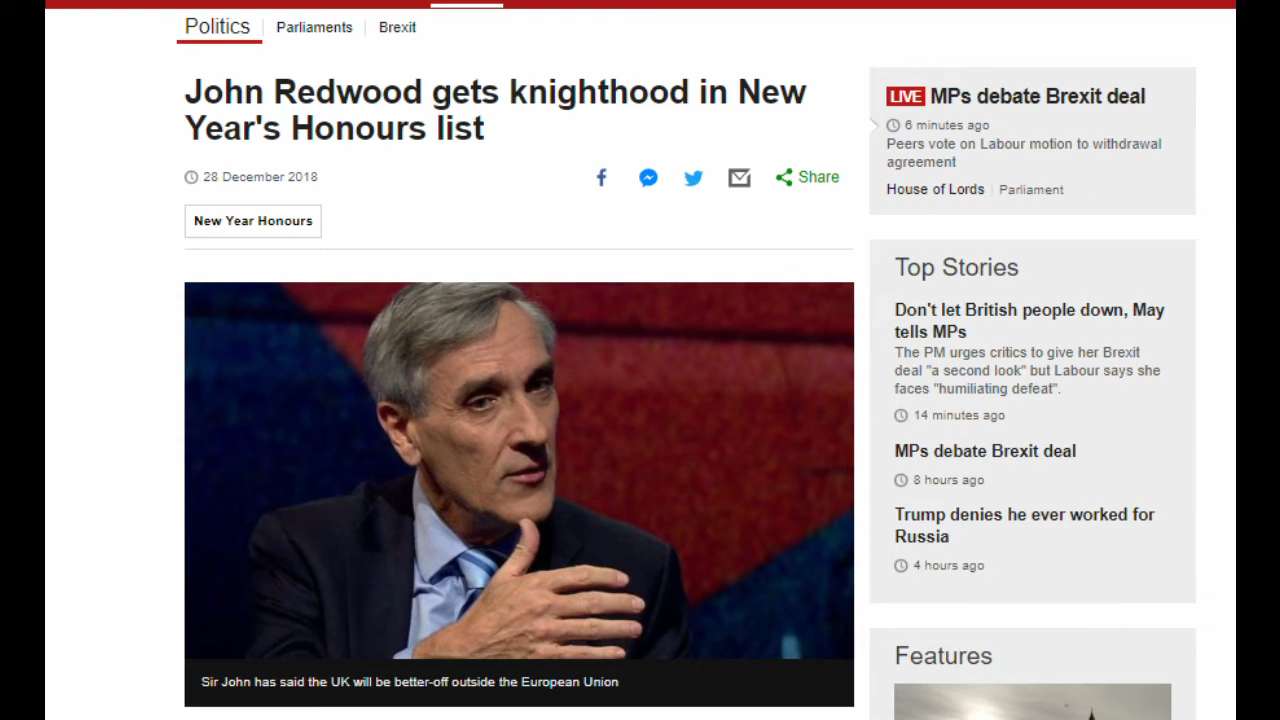 Politics
Parliaments
Brexit
John Redwood gets knighthood in New
Year's Honours list
28 December 2018
Share
New Year Honours
Sir John has said the UK will be better-off outside the European Union
LIVE MPs debate Brexit deal
6 minutes ago
Peers vote on Labour motion to withdrawal
agreement
House of Lords
Parliament
Top Stories
Don't let British people down, May
tells MPs
The PM urges critics to give her Brexit
deal "a second look" but Labour says she
faces "humiliating defeat".
14 minutes ago
MPs debate Brexit deal
8 hours ago
Trump denies he ever worked for
Russia
4 hours ago
Features